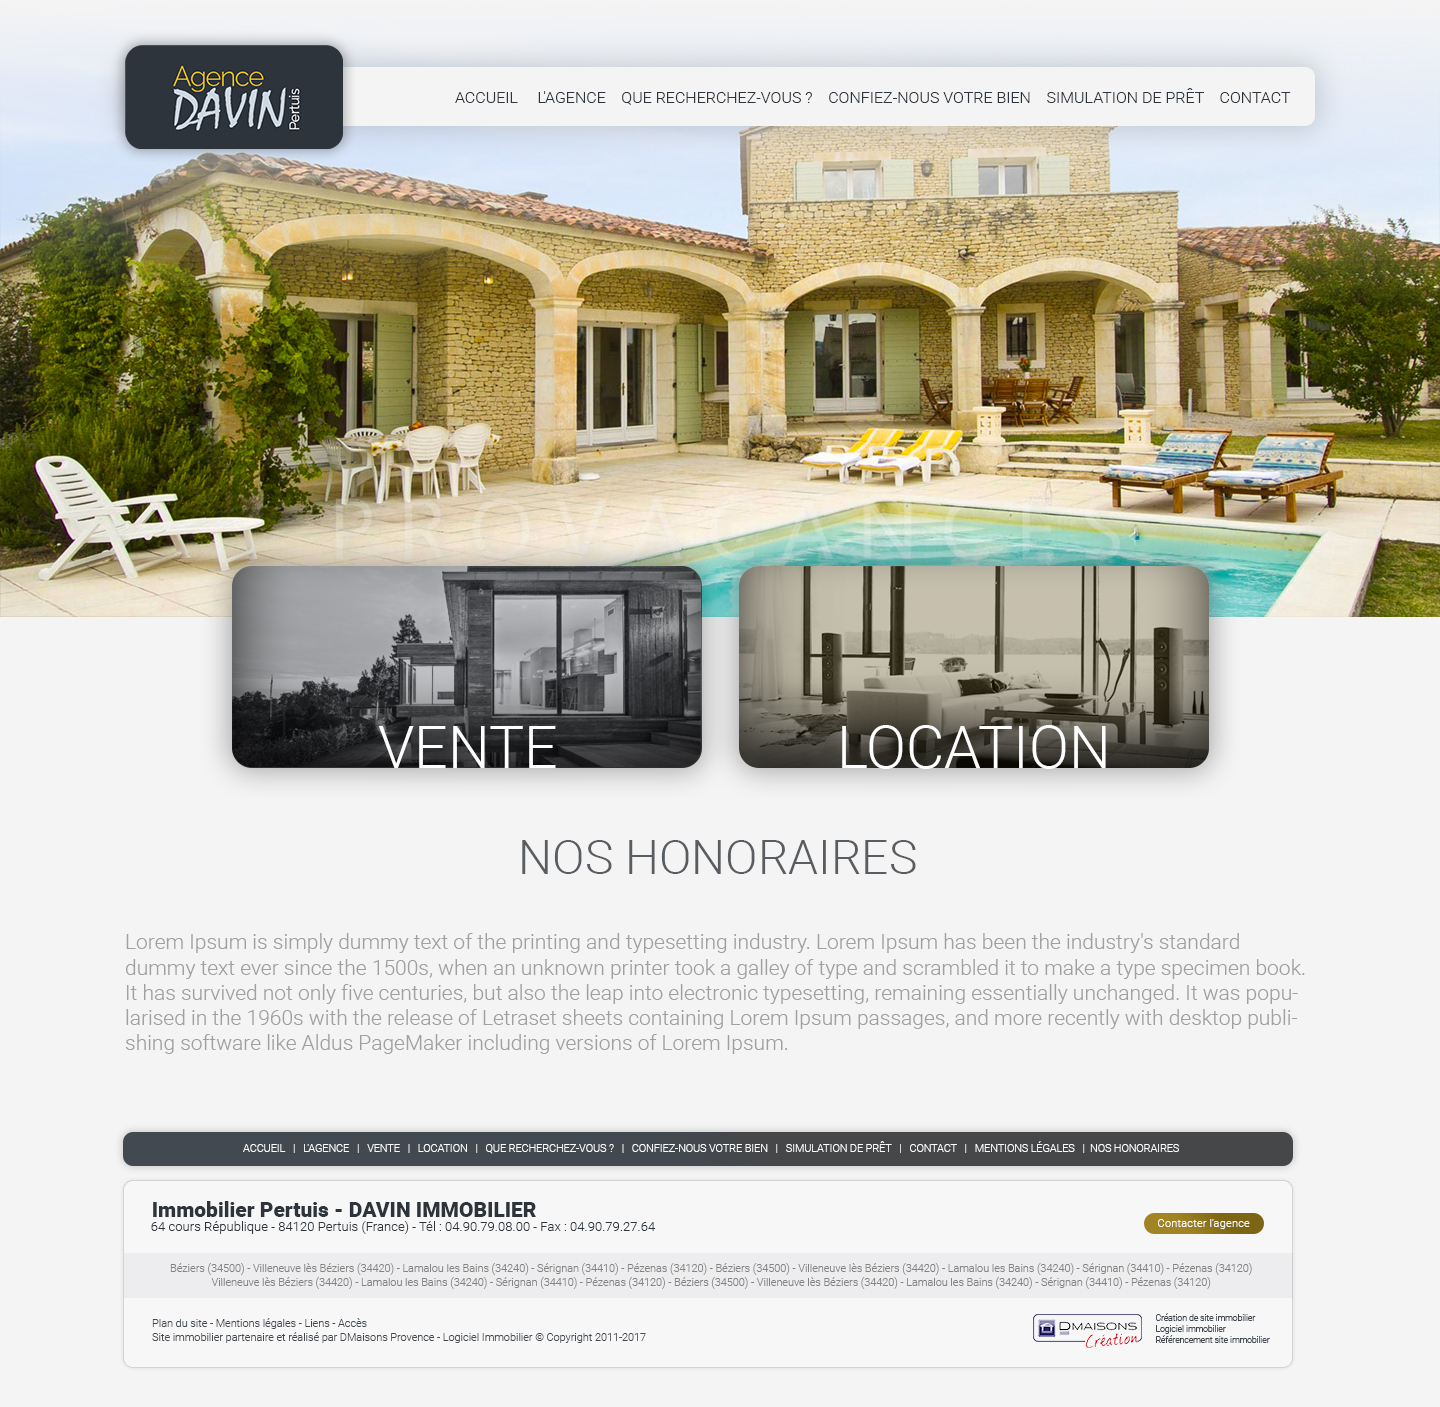 Agence
DAVIN
Pertuis
ACCUEIL L'AGENCE QUE RECHERCHEZ-VOUS ? CONFIEZ-NOUS VOTRE BIEN SIMULATION DE PRÊT CONTACT
PROVACANCES
VENTE
LOCATION
NOS HONORAIRES
Lorem Ipsum is simply dummy text of the printing and typesetting industry. Lorem Ipsum has been the industry's standard
dummy text ever since the 1500s, when an unknown printer took a galley of type and scrambled it to make a type specimen book.
It has survived not only five centuries, but also the leap into electronic typesetting, remaining essentially unchanged. It was popu-
larised in the 1960s with the release of Letraset sheets containing Lorem Ipsum passages, and more recently with desktop publi-
shing software like Aldus PageMaker including versions of Lorem Ipsum.
ACCUEIL | L'AGENCE | VENTE | LOCATION | QUE RECHERCHEZ-VOUS ? | CONFIEZ-NOUS VOTRE BIEN | SIMULATION DE PRÊT | CONTACT | MENTIONS LÉGALES | NOS HONORAIRES
Immobilier Pertuis - DAVIN IMMOBILIER
64 cours République - 84120 Pertuis (France) - Tél : 04.90.79.08.00 - Fax : 04.90.79.27.64
Contacter l'agence
Béziers (34500) - Villeneuve lès Béziers (34420) - Lamalou les Bains (34240) - Sérignan (34410) - Pézenas (34120) - Béziers (34500) - Villeneuve lès Béziers (34420) - Lamalou les Bains (34240) - Sérignan (34410) - Pézenas (34120)
Villeneuve lès Béziers (34420) - Lamalou les Bains (34240) - Sérignan (34410) - Pézenas (34120) - Béziers (34500) - Villeneuve lès Béziers (34420) - Lamalou les Bains (34240) - Sérignan (34410) - Pézenas (34120)
Plan du site - Mentions légales - Liens - Accès
Site immobilier partenaire et réalisé par DMaisons Provence - Logiciel Immobilier © Copyright 2011-2017
DMAISONS
Création
Création de site immobilier
Logiciel immobilier
Référencement site immobilier